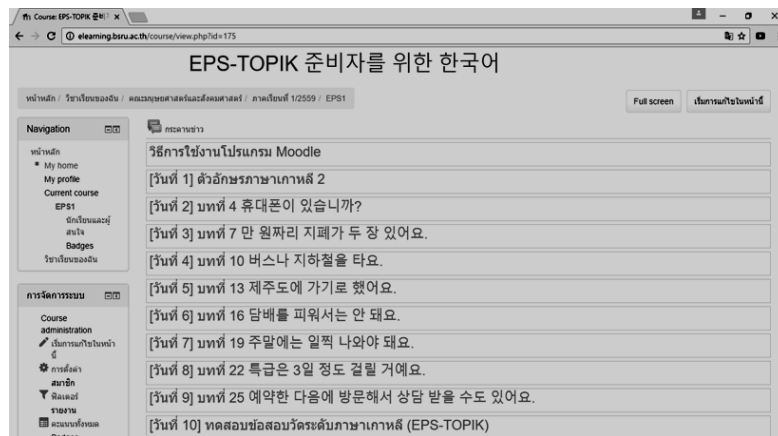 Course: EPS-TOPIK 준비
elearning.bsru.ac.th/course/view.php?id=175
EPS-TOPIK 준비자를 위한 한국어
หน้าหลัก / วิชาเรียนของฉัน / คณะมนุษยศาสตร์และสังคมศาสตร์ / ภาคเรียนที่ 1/2559 / EPS1
Full screen
เริ่มการแก้ไขในหน้านี้
Navigation
หน้าหลัก
My home
My profile
Current course
EPS1
นักเรียนและผู้
สนใจ
Badges
วิชาเรียนของฉัน
การจัดการระบบ
Course
administration
เริ่มการแก้ไขในหน้า
นี้
การตั้งค่า
สมาชิก
ฟิลเตอร์
รายงาน
คะแนนทั้งหมด
Badges
กระดานข่าว
วิธีการใช้งานโปรแกรม Moodle
[วันที่ 1] ตัวอักษรภาษาเกาหลี 2
[วันที่ 2] บทที่ 4 휴대폰이 있습니까?
[วันที่ 3] บทที่ 7 만 원짜리 지폐가 두 장 있어요.
[วันที่ 4] บทที่ 10 버스나 지하철을 타요.
[วันที่ 5] บทที่ 13 제주도에 가기로 했어요.
[วันที่ 6] บทที่ 16 담배를 피워서는 안 돼요.
[วันที่ 7] บทที่ 19 주말에는 일찍 나와야 돼요.
[วันที่ 8] บทที่ 22 특급은 3일 정도 걸릴 거예요.
[วันที่ 9] บทที่ 25 예약한 다음에 방문해서 상담 받을 수도 있어요.
[วันที่ 10] ทดสอบข้อสอบวัดระดับภาษาเกาหลี (EPS-TOPIK)